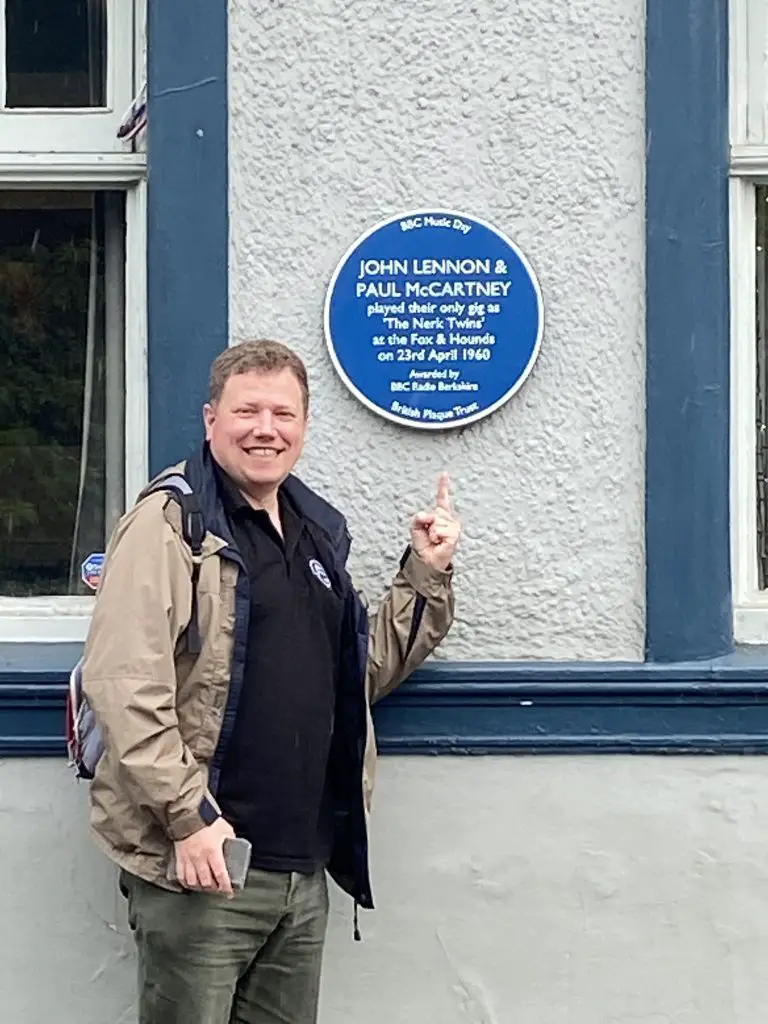 BBC Music Day
JOHN LENNON &
PAUL McCARTNEY
played their only gig as
'The Nerk Twins'
at the Fox & Hounds
on 23rd April 1960
Awarded by
BBC Radio Berkshire
British Plaque Trust